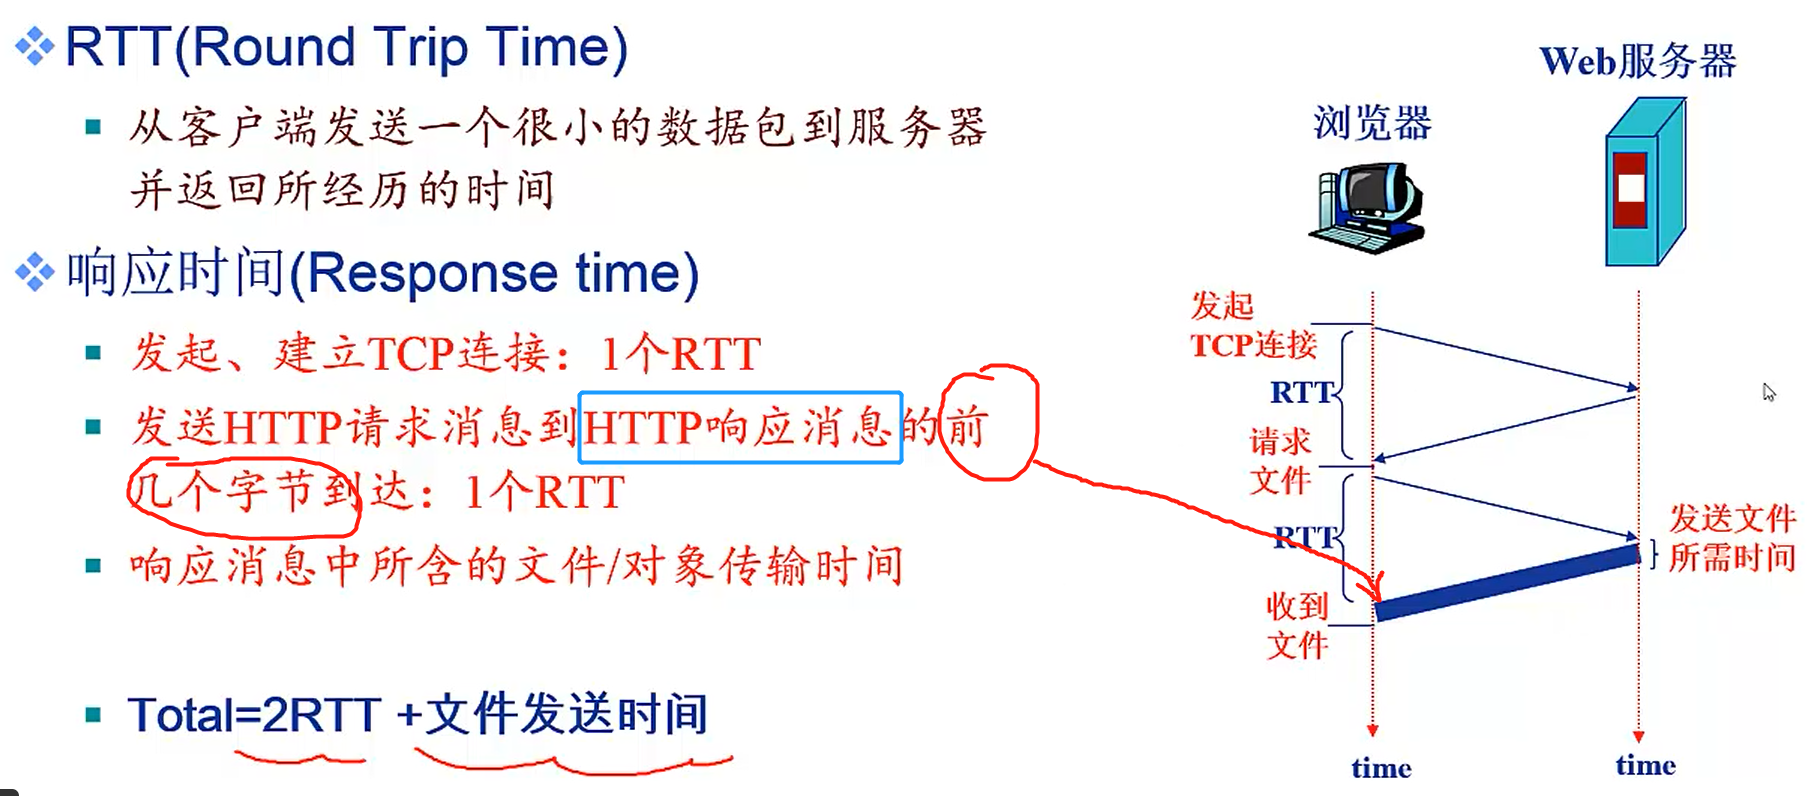 RTT(Round Trip Time)
从客户端发送一个很小的数据包到服务器
并返回所经历的时间
响应时间(Response time)
发起、建立TCP连接：1个RTT
发送HTTP请求消息到HTTP响应消息的前
几个字节到达：1个RTT
响应消息中所含的文件/对象传输时间
Total=2RTT +文件发送时间
Web服务器
浏览器
发起
TCP连接
RTT
请求
文件
RTT
发送文件
所需时间
收到
文件
time
time